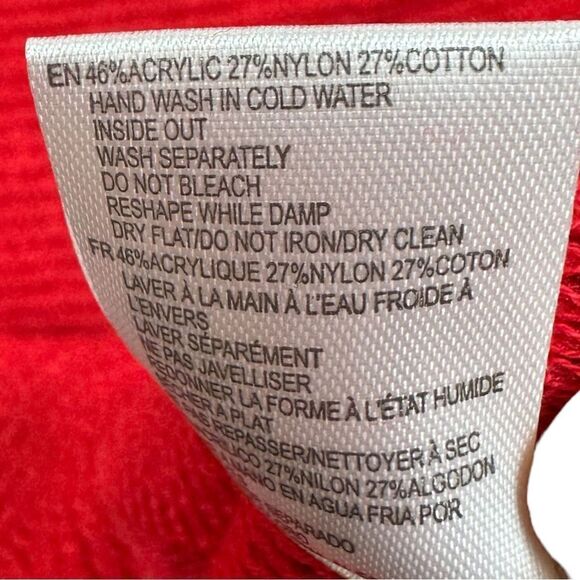 EN 46%ACRYLIC 27%NYLON 27%COTTON
HAND WASH IN COLD WATER
INSIDE OUT
WASH SEPARATELY
DO NOT BLEACH
RESHAPE WHILE DAMP
DRY FLAT/DO NOT IRON/DRY CLEAN
FR 46%ACRYLIQUE 27%NYLON 27%COTON
LAVER À LA MAIN À L'EAU FROIDE À
L'ENVERS
LAVER SÉPARÉMENT
NE PAS JAVELLISER
REDONNER LA FORME À L'ÉTAT HUMIDE
A PLAT
REPASSER/NETTOYER À SEC
27%NILON 27%ALGODON
MANO EN AGUA FRIA POR